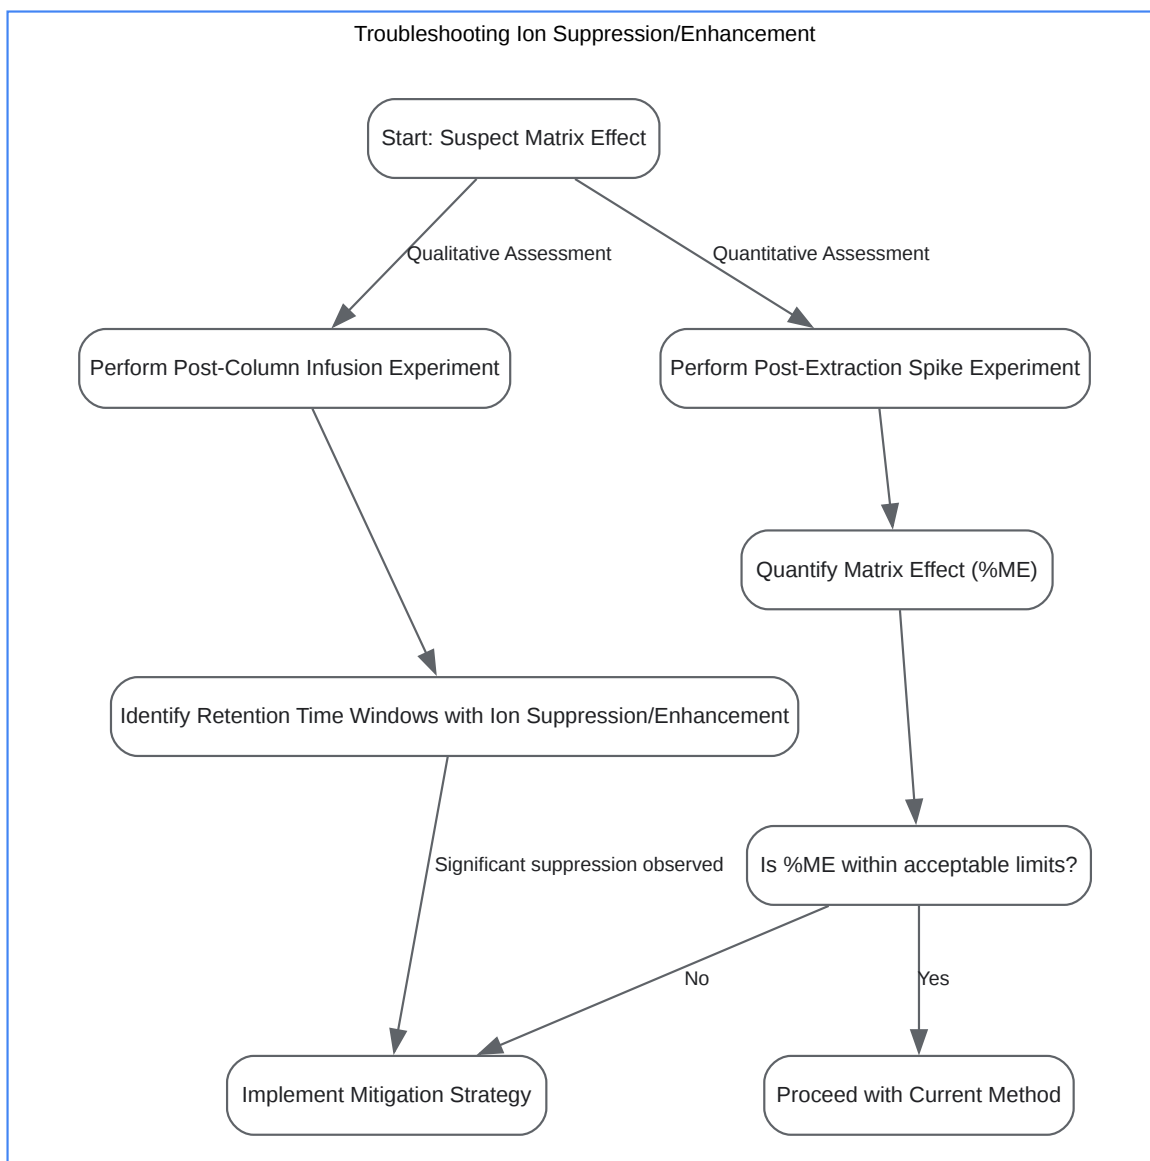 Troubleshooting Ion Suppression/Enhancement
Start: Suspect Matrix Effect
Qualitative Assessment
Quantitative Assessment
Perform Post-Column Infusion Experiment
Perform Post-Extraction Spike Experiment
Quantify Matrix Effect (%ME)
Identify Retention Time Windows with Ion Suppression/Enhancement
Significant suppression observed
Is %ME within acceptable limits?
No
Yes
Implement Mitigation Strategy
Proceed with Current Method